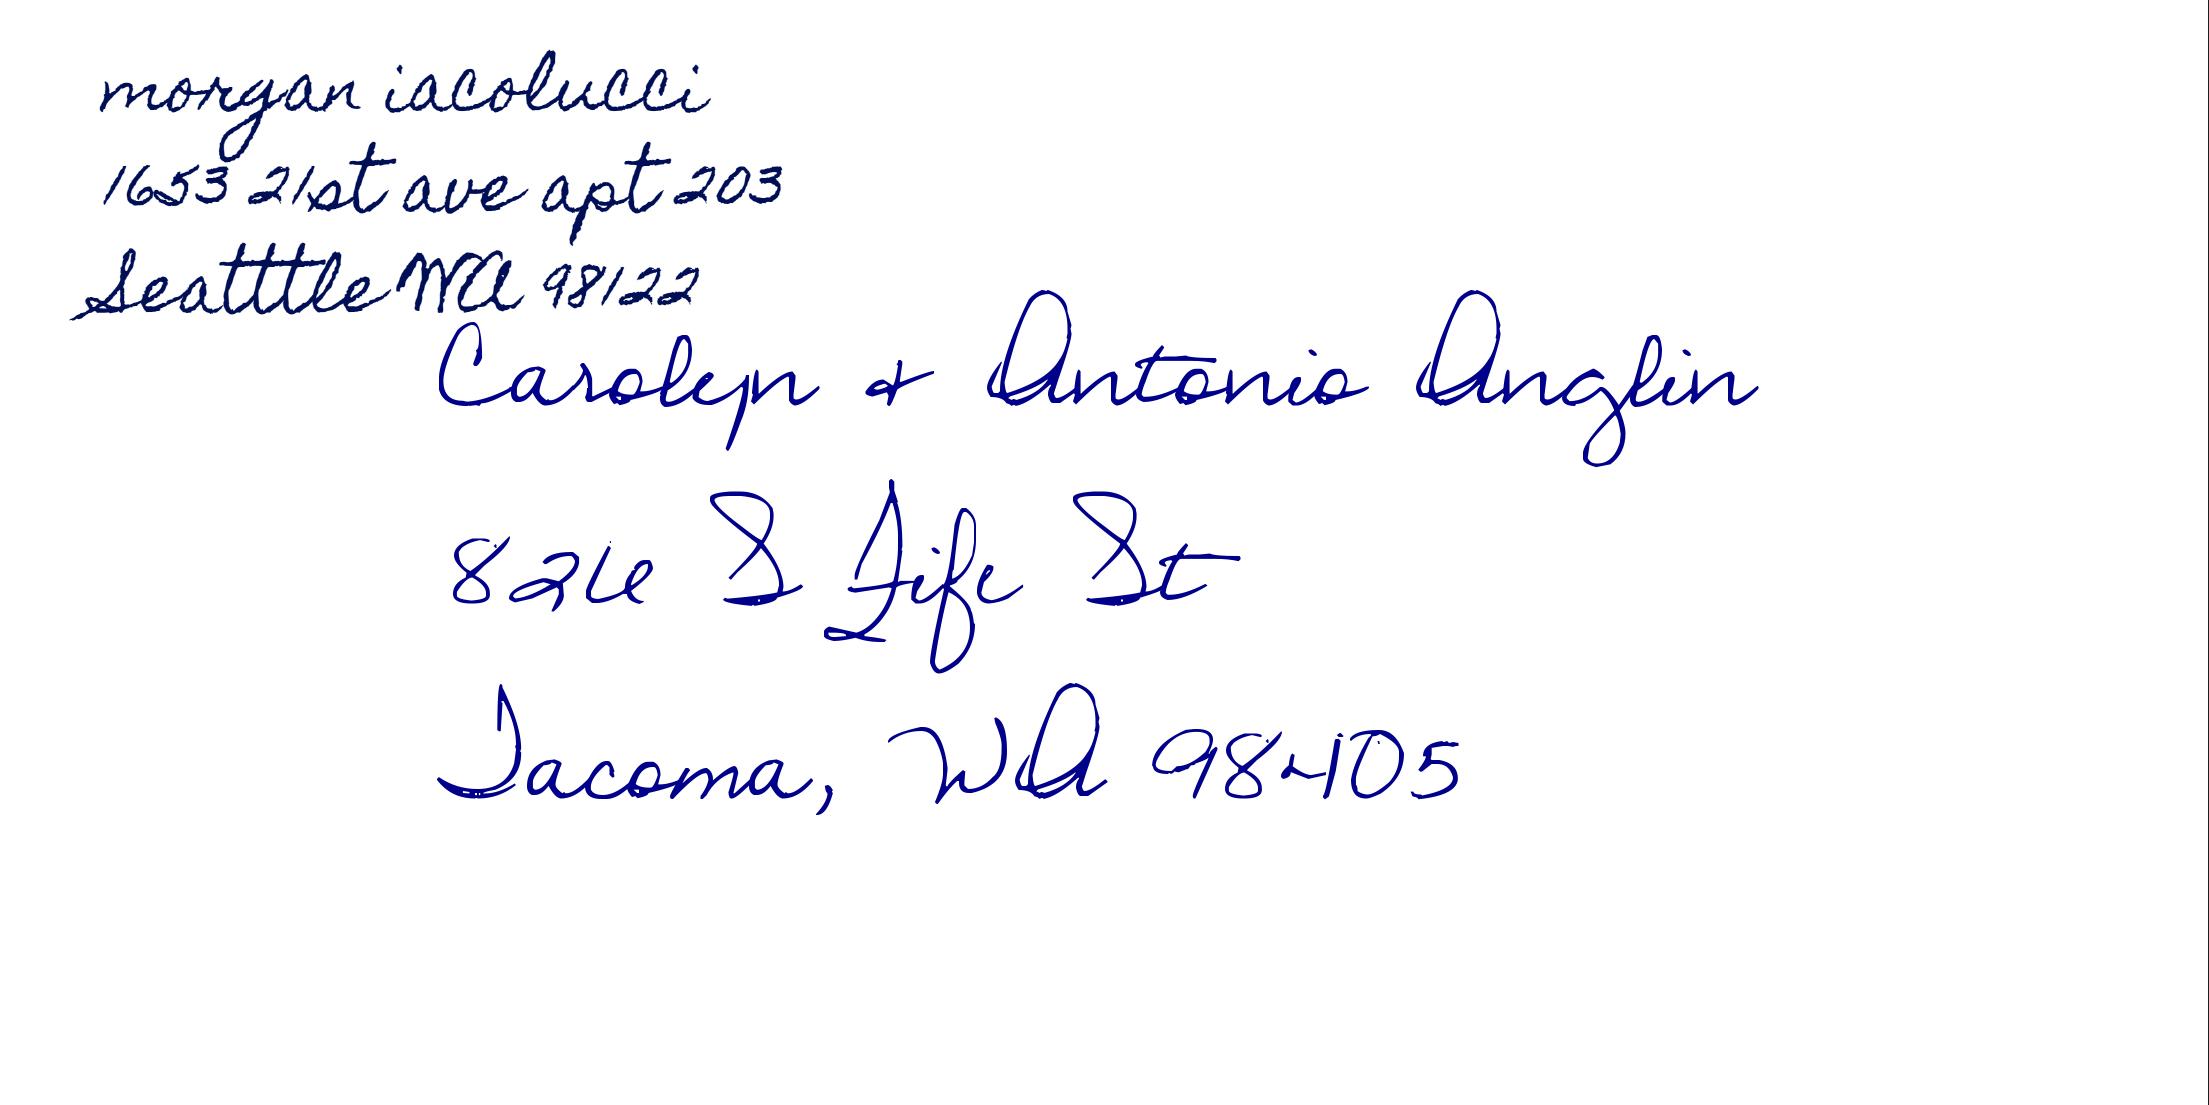 morgan iacolucci
1653 21st ave apt 203
Seatttle WA 98122
Carolyn & Antonio Anglin
826 S Fife St
Tacoma, WA 98405